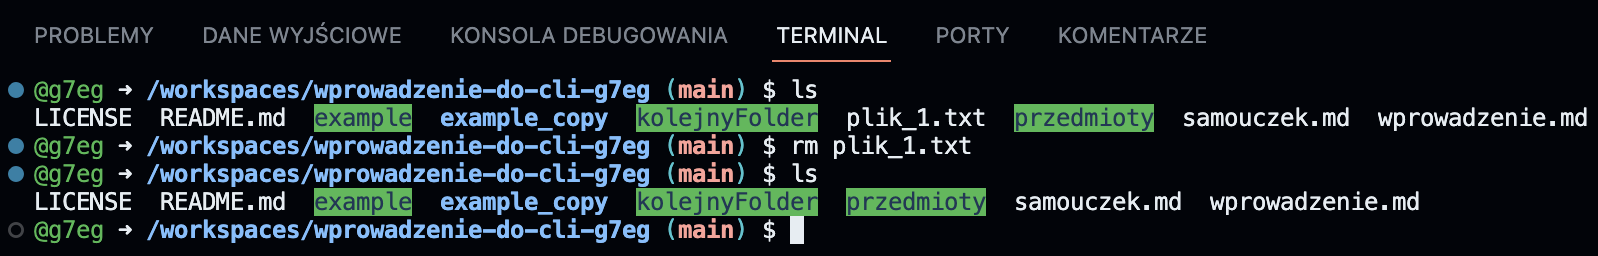 PROBLEMY DANE WYJŚCIOWE KONSOLA DEBUGOWANIA TERMINAL PORTY KOMENTARZE
@g7eg ➜ /workspaces/wprowadzenie-do-cli-g7eg (main) $ ls
LICENSE README.md example example_copy kolejnyFolder plik_1.txt przedmioty samouczek.md wprowadzenie.md
@g7eg ➜ /workspaces/wprowadzenie-do-cli-g7eg (main) $ rm plik_1.txt
@g7eg ➜ /workspaces/wprowadzenie-do-cli-g7eg (main) $ ls
LICENSE README.md example example_copy kolejnyFolder przedmioty samouczek.md wprowadzenie.md
@g7eg ➜ /workspaces/wprowadzenie-do-cli-g7eg (main) $